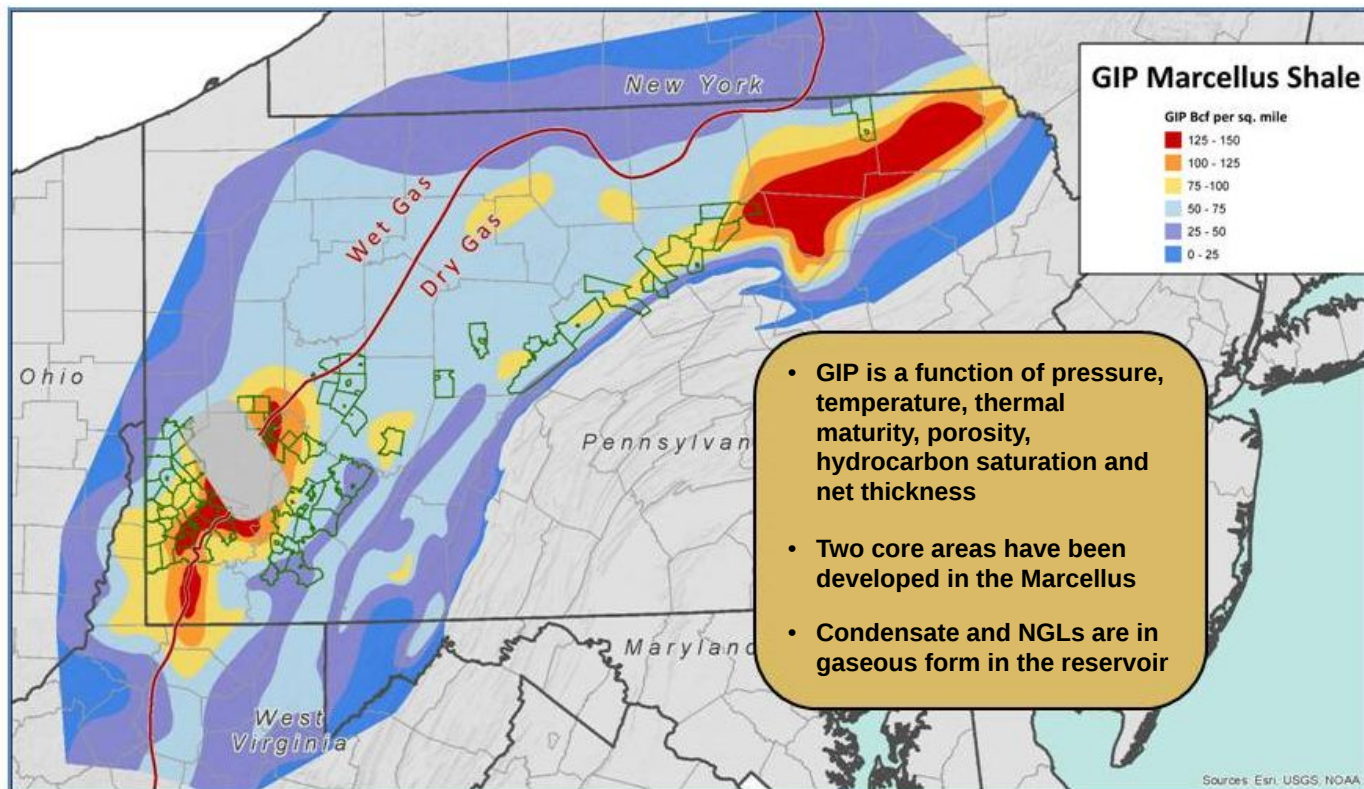 New York
GIP Marcellus Shale
GIP Bcf per sq. mile
125 - 150
100 - 125
75 -100
50 - 75
25 - 50
0 - 25
Wet Gas
Dry Gas
Ohio
Pennsylvan
Maryland
West
Virginia
• GIP is a function of pressure,
temperature, thermal
maturity, porosity,
hydrocarbon saturation and
net thickness
• Two core areas have been
developed in the Marcellus
• Condensate and NGLs are in
gaseous form in the reservoir
Sources: Esri, USGS, NOAA